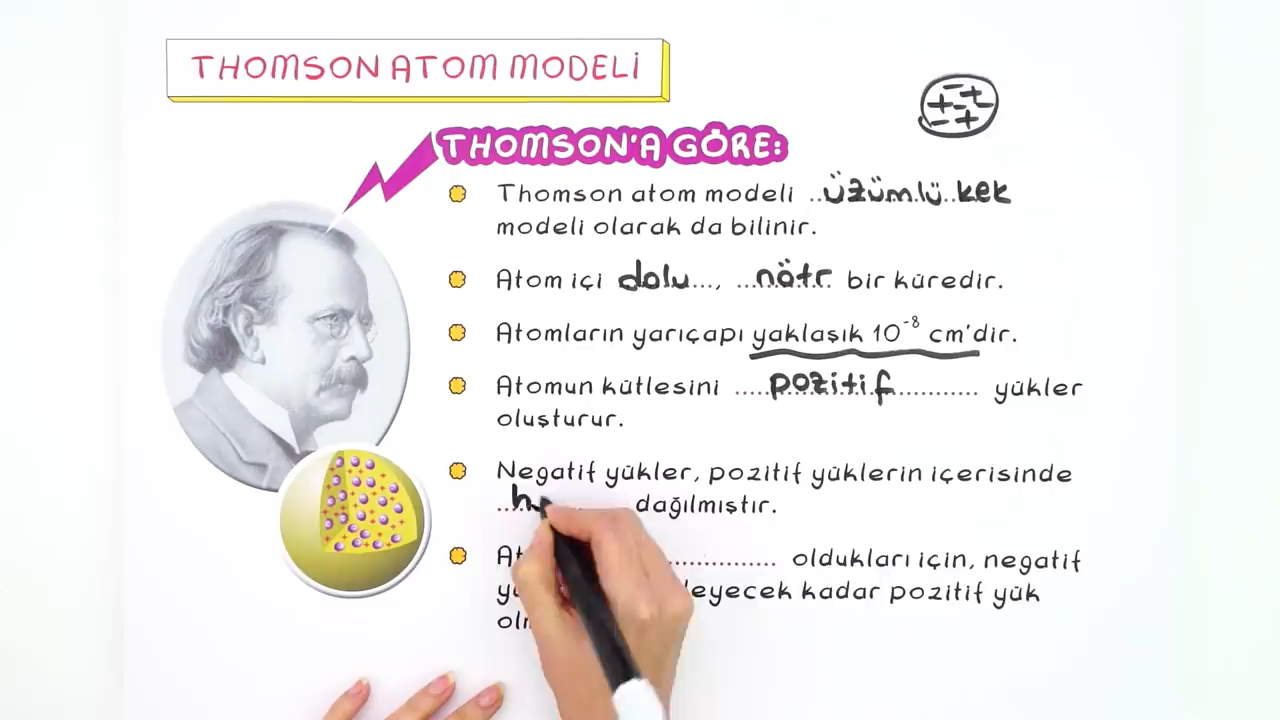 THOMSON ATOM MODELİ
THOMSON'A GÖRE:
Thomson atom modeli ..üzümlü kek
modeli olarak da bilinir.
Atom içi dolu..., ...nötr bir küredir.
Atomların yarıçapı yaklaşık 10⁻⁸ cm'dir.
Atomun kütlesini ..... pozitif ............ yükler
oluşturur.
Negatif yükler, pozitif yüklerin içerisinde
dağılmıştır.
oldukları için, negatif
kadar pozitif yük